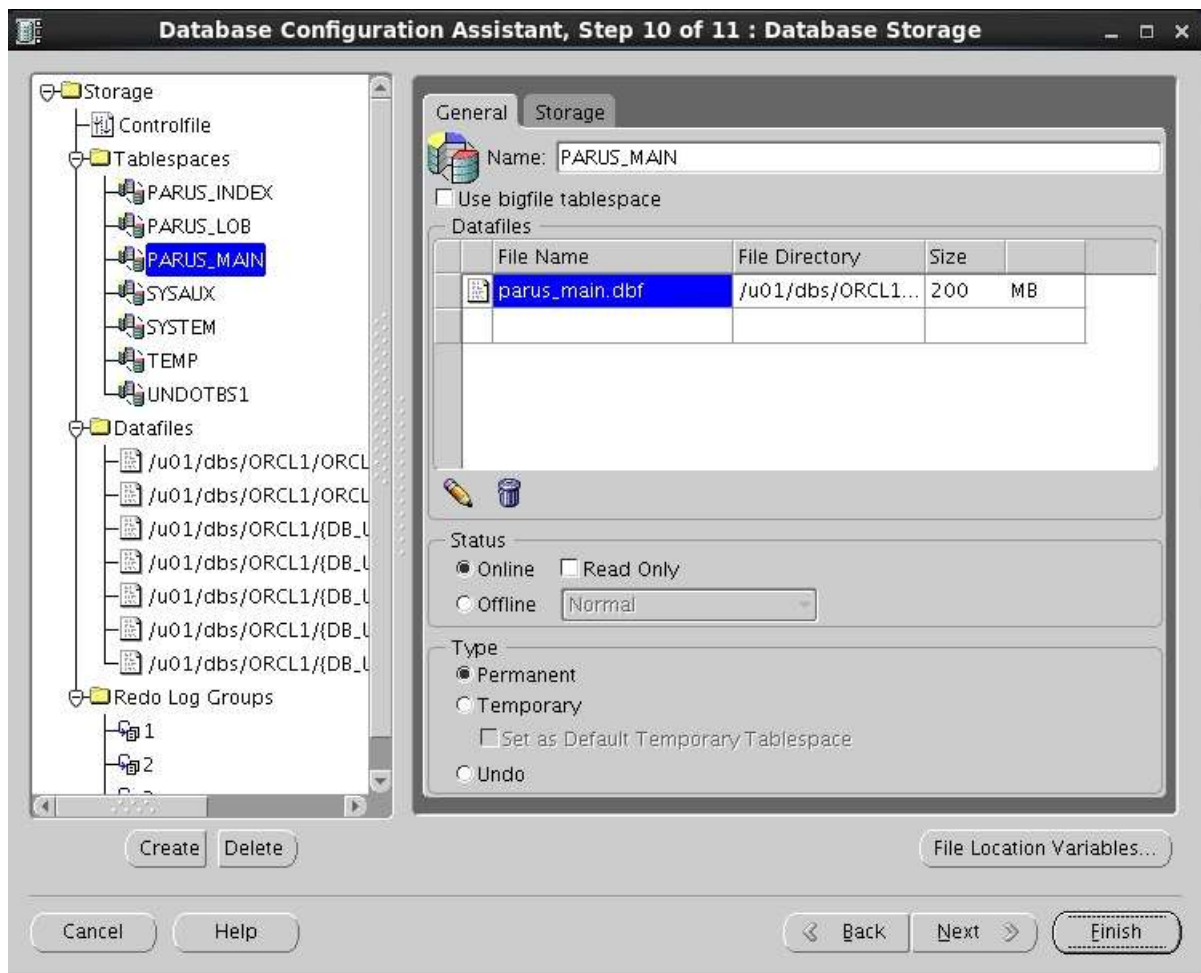 Database Configuration Assistant, Step 10 of 11 : Database Storage
Storage
Controlfile
Tablespaces
PARUS_INDEX
PARUS_LOB
PARUS_MAIN
SYSAUX
SYSTEM
TEMP
UNDOTBS1
Datafiles
/u01/dbs/ORCL1/ORCL
/u01/dbs/ORCL1/ORCL
/u01/dbs/ORCL1/{DB_U
/u01/dbs/ORCL1/{DB_U
/u01/dbs/ORCL1/{DB_U
/u01/dbs/ORCL1/{DB_U
/u01/dbs/ORCL1/{DB_U
Redo Log Groups
1
2
Create Delete
General Storage
Name: PARUS_MAIN
Use bigfile tablespace
Datafiles
File Name File Directory Size
parus_main.dbf /u01/dbs/ORCL1... 200 MB
Status
Online Read Only
Offline Normal
Type
Permanent
Temporary
Set as Default Temporary Tablespace
Undo
File Location Variables...
Cancel Help Back Next Finish